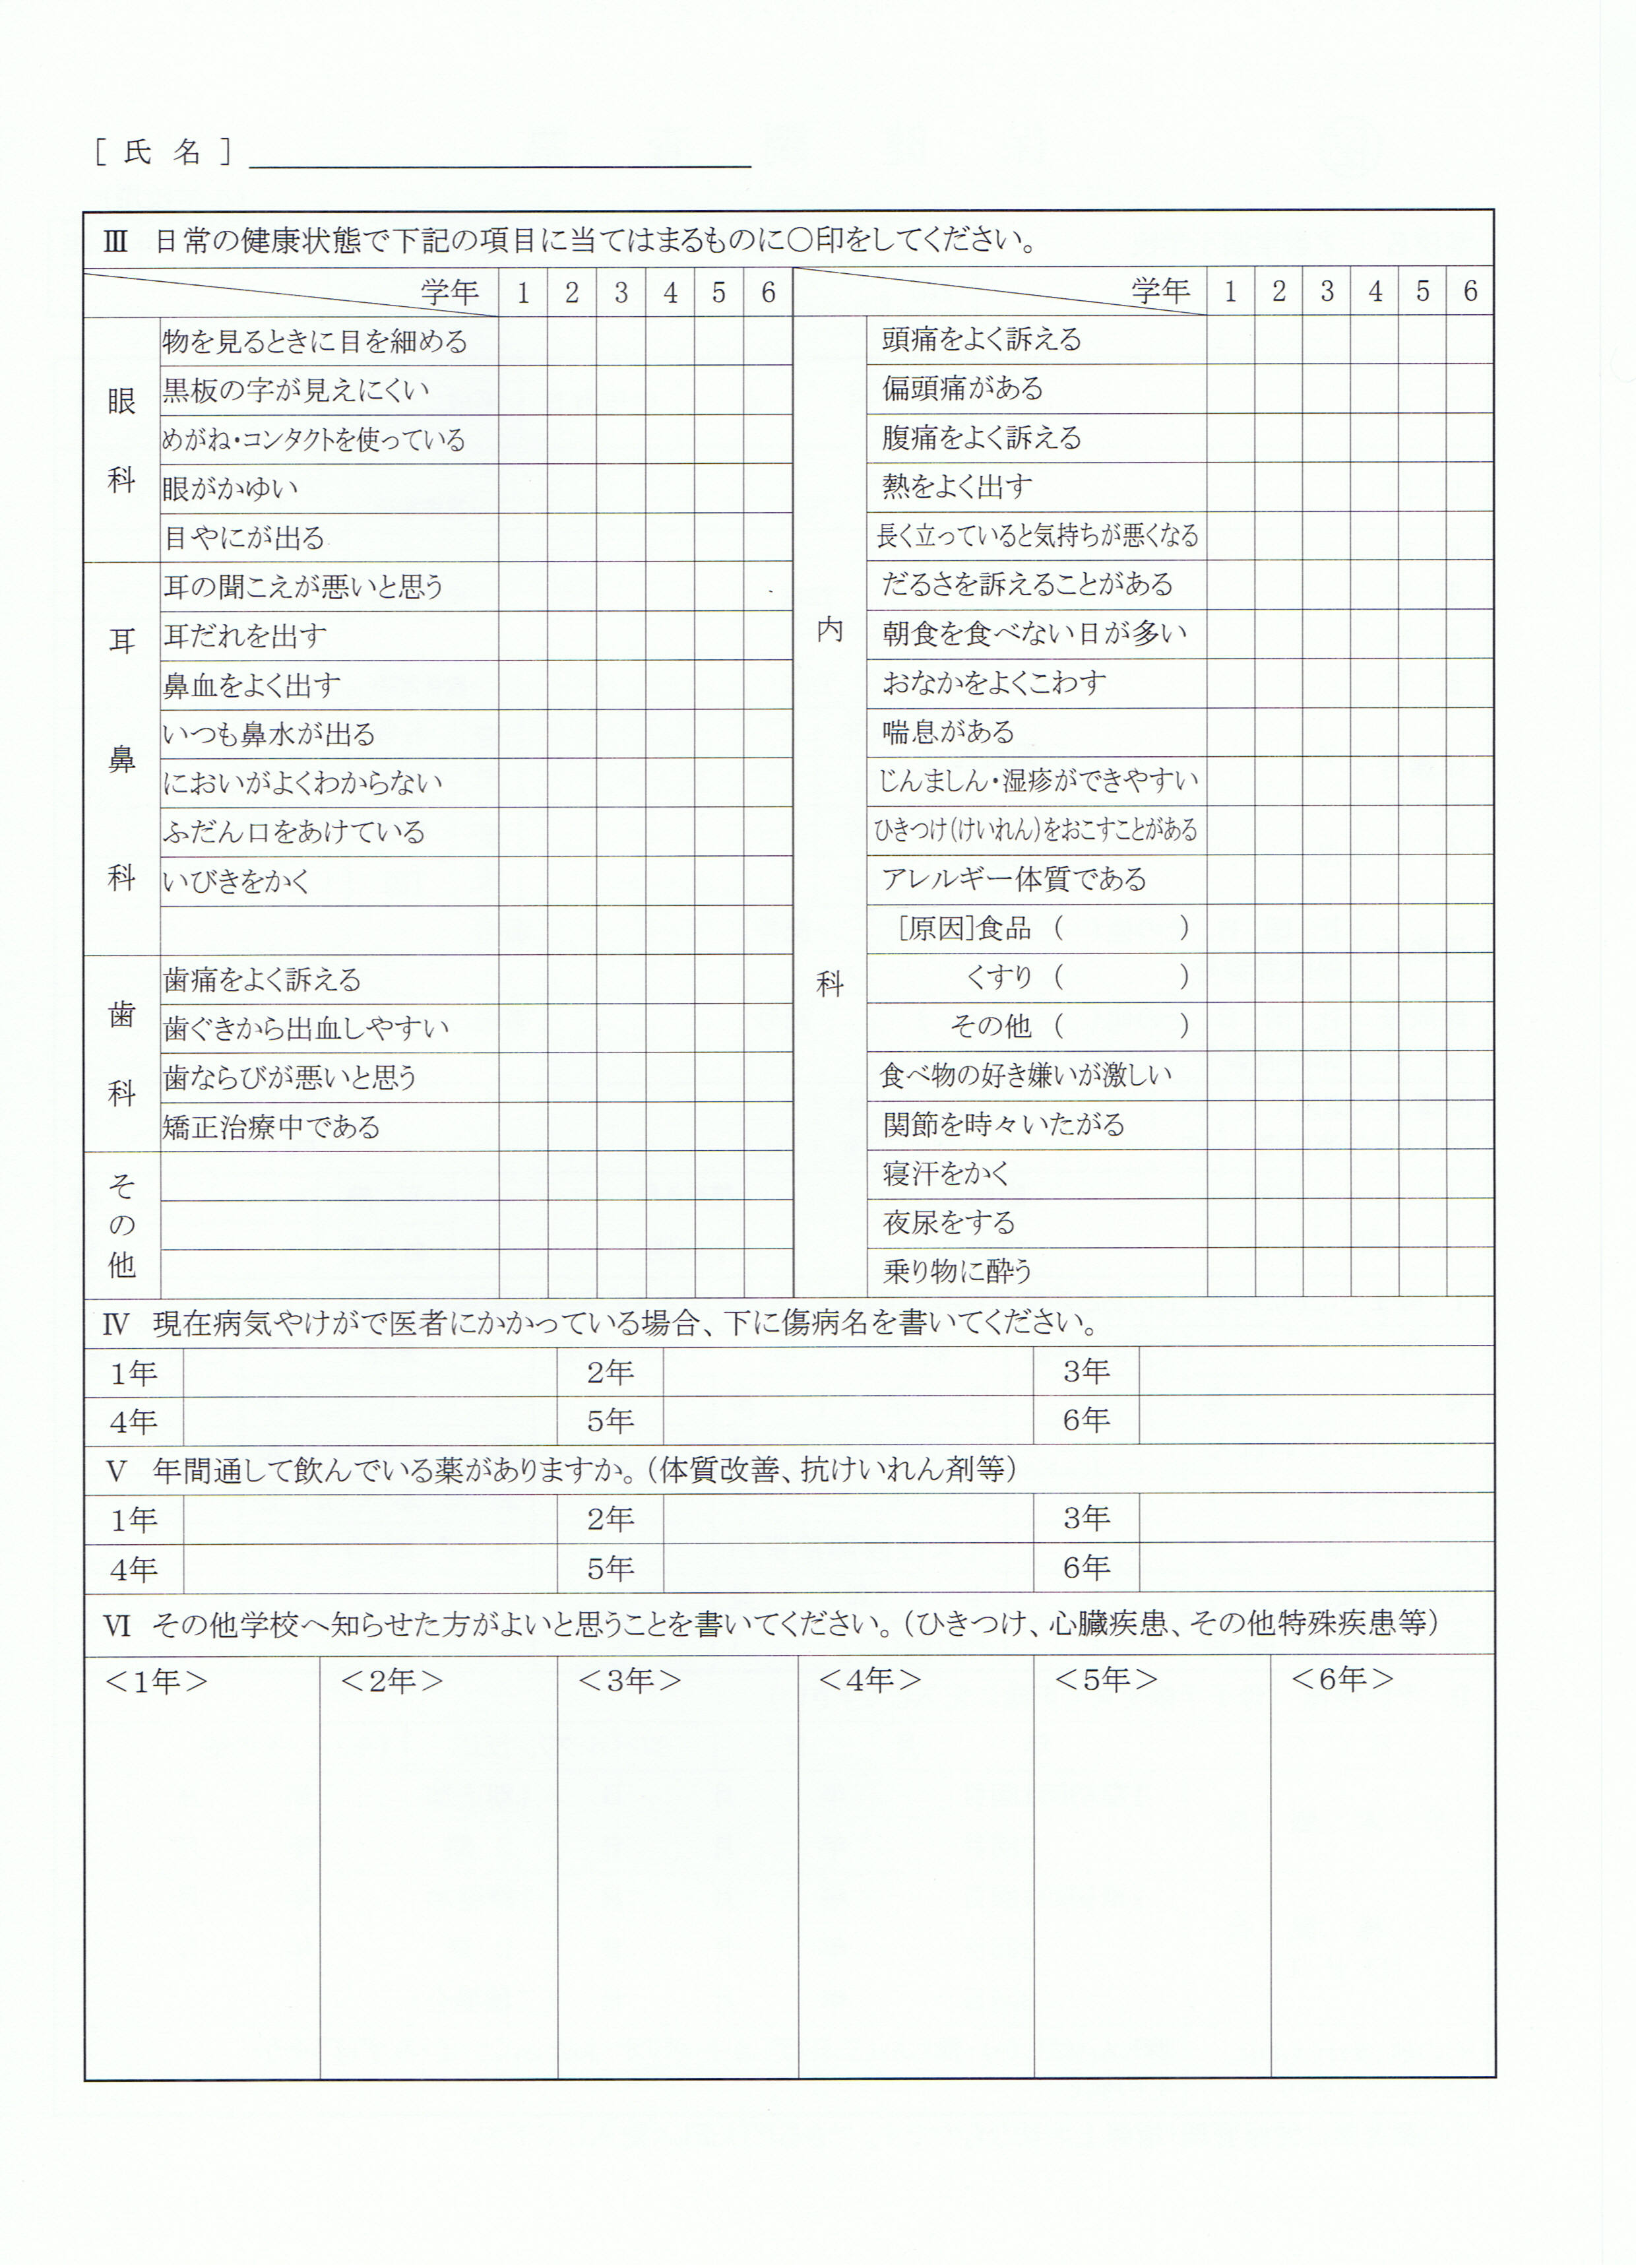 [ 氏 名 ]
Ⅲ 日常の健康状態で下記の項目に当てはまるものに○印をしてください。
学年 1 2 3 4 5 6
眼科
物を見るときに目を細める
黒板の字が見えにくい
めがね・コンタクトを使っている
眼がかゆい
目やにが出る
耳鼻科
耳の聞こえが悪いと思う
耳だれを出す
鼻血をよく出す
いつも鼻水が出る
においがよくわからない
ふだん口をあけている
いびきをかく
歯科
歯痛をよく訴える
歯ぐきから出血しやすい
歯ならびが悪いと思う
矯正治療中である
その他
学年 1 2 3 4 5 6
内科
頭痛をよく訴える
偏頭痛がある
腹痛をよく訴える
熱をよく出す
長く立っていると気持ちが悪くなる
だるさを訴えることがある
朝食を食べない日が多い
おなかをよくこわす
喘息がある
じんましん・湿疹ができやすい
ひきつけ(けいれん)をおこすことがある
アレルギー体質である
[原因]食品 ( )
くすり ( )
その他 ( )
食べ物の好き嫌いが激しい
関節を時々いたがる
寝汗をかく
夜尿をする
乗り物に酔う
Ⅳ 現在病気やけがで医者にかかっている場合、下に傷病名を書いてください。
1年 2年 3年
4年 5年 6年
Ⅴ 年間通して飲んでいる薬がありますか。(体質改善、抗けいれん剤等)
1年 2年 3年
4年 5年 6年
Ⅵ その他学校へ知らせた方がよいと思うことを書いてください。(ひきつけ、心臓疾患、その他特殊疾患等)
<1年> <2年> <3年> <4年> <5年> <6年>